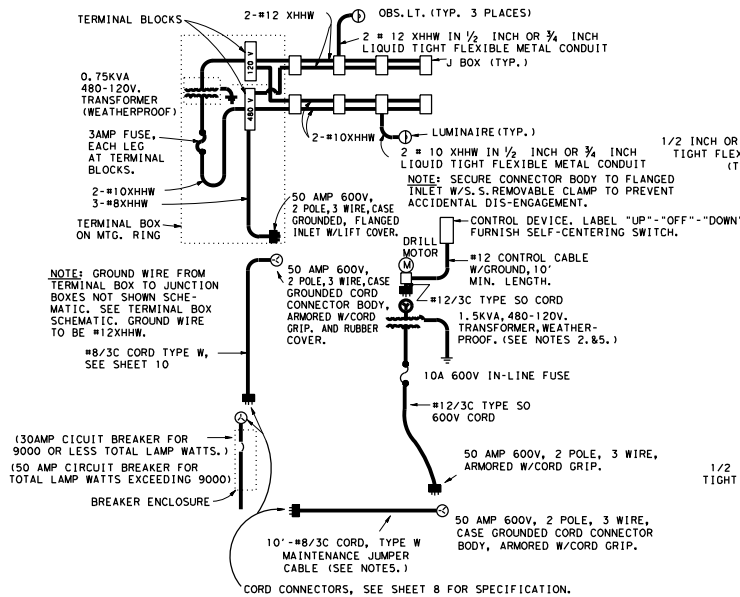 TERMINAL BLOCKS
2-#12 XHHW
OBS.LT. (TYP. 3 PLACES)
2 # 12 XHHW IN 1/2 INCH OR 3/4 INCH
LIQUID TIGHT FLEXIBLE METAL CONDUIT
J BOX (TYP.)
120 V
480 V
0.75KVA
480-120V.
TRANSFORMER
(WEATHERPROOF)
3AMP FUSE,
EACH LEG
AT TERMINAL
BLOCKS.
2-#10XHHW
3-#8XHHW
TERMINAL BOX
ON MTG. RING
2-#10XHHW
LUMINAIRE(TYP.)
2 # 10 XHHW IN 1/2 INCH OR 3/4 INCH
LIQUID TIGHT FLEXIBLE METAL CONDUIT
NOTE: SECURE CONNECTOR BODY TO FLANGED
INLET W/S.S.REMOVABLE CLAMP TO PREVENT
ACCIDENTAL DIS-ENGAGEMENT.
1/2 INCH OR
TIGHT FLEX
(T
50 AMP 600V,
2 POLE,3 WIRE,CASE
GROUNDED, FLANGED
INLET W/LIFT COVER.
CONTROL DEVICE. LABEL "UP"-"OFF"-"DOWN"
FURNISH SELF-CENTERING SWITCH.
DRILL
MOTOR
M
#12 CONTROL CABLE
W/GROUND,10'
MIN. LENGTH.
NOTE: GROUND WIRE FROM
TERMINAL BOX TO JUNCTION
BOXES NOT SHOWN SCHE-
MATIC. SEE TERMINAL BOX
SCHEMATIC. GROUND WIRE
TO BE #12XHHW.
50 AMP 600V,
2 POLE,3 WIRE,CASE
GROUNDED CORD
CONNECTOR BODY,
ARMORED W/CORD
GRIP. AND RUBBER
COVER.
#12/3C TYPE SO CORD
1.5KVA,480-120V.
TRANSFORMER,WEATHER-
PROOF. (SEE NOTES 2.&5.)
#8/3C CORD TYPE W,
SEE SHEET 10
10A 600V IN-LINE FUSE
#12/3C TYPE SO
600V CORD
(30AMP CICUIT BREAKER FOR
9000 OR LESS TOTAL LAMP WATTS.)
(50 AMP CIRCUIT BREAKER FOR
TOTAL LAMP WATTS EXCEEDING 9000)
BREAKER ENCLOSURE
50 AMP 600V, 2 POLE, 3 WIRE,
ARMORED W/CORD GRIP.
1/2
TIGHT
10'-#8/3C CORD, TYPE W
MAINTENANCE JUMPER
CABLE (SEE NOTE5.)
50 AMP 600V, 2 POLE, 3 WIRE,
CASE GROUNDED CORD CONNECTOR
BODY, ARMORED W/CORD GRIP.
CORD CONNECTORS, SEE SHEET 8 FOR SPECIFICATION.